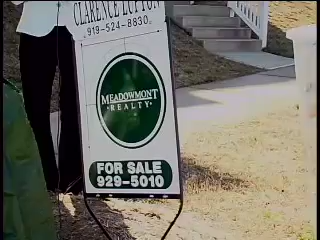 CLARENCE LUPTON
919-524-8830
MEADOWMONT
REALTY
FOR SALE
929-5010